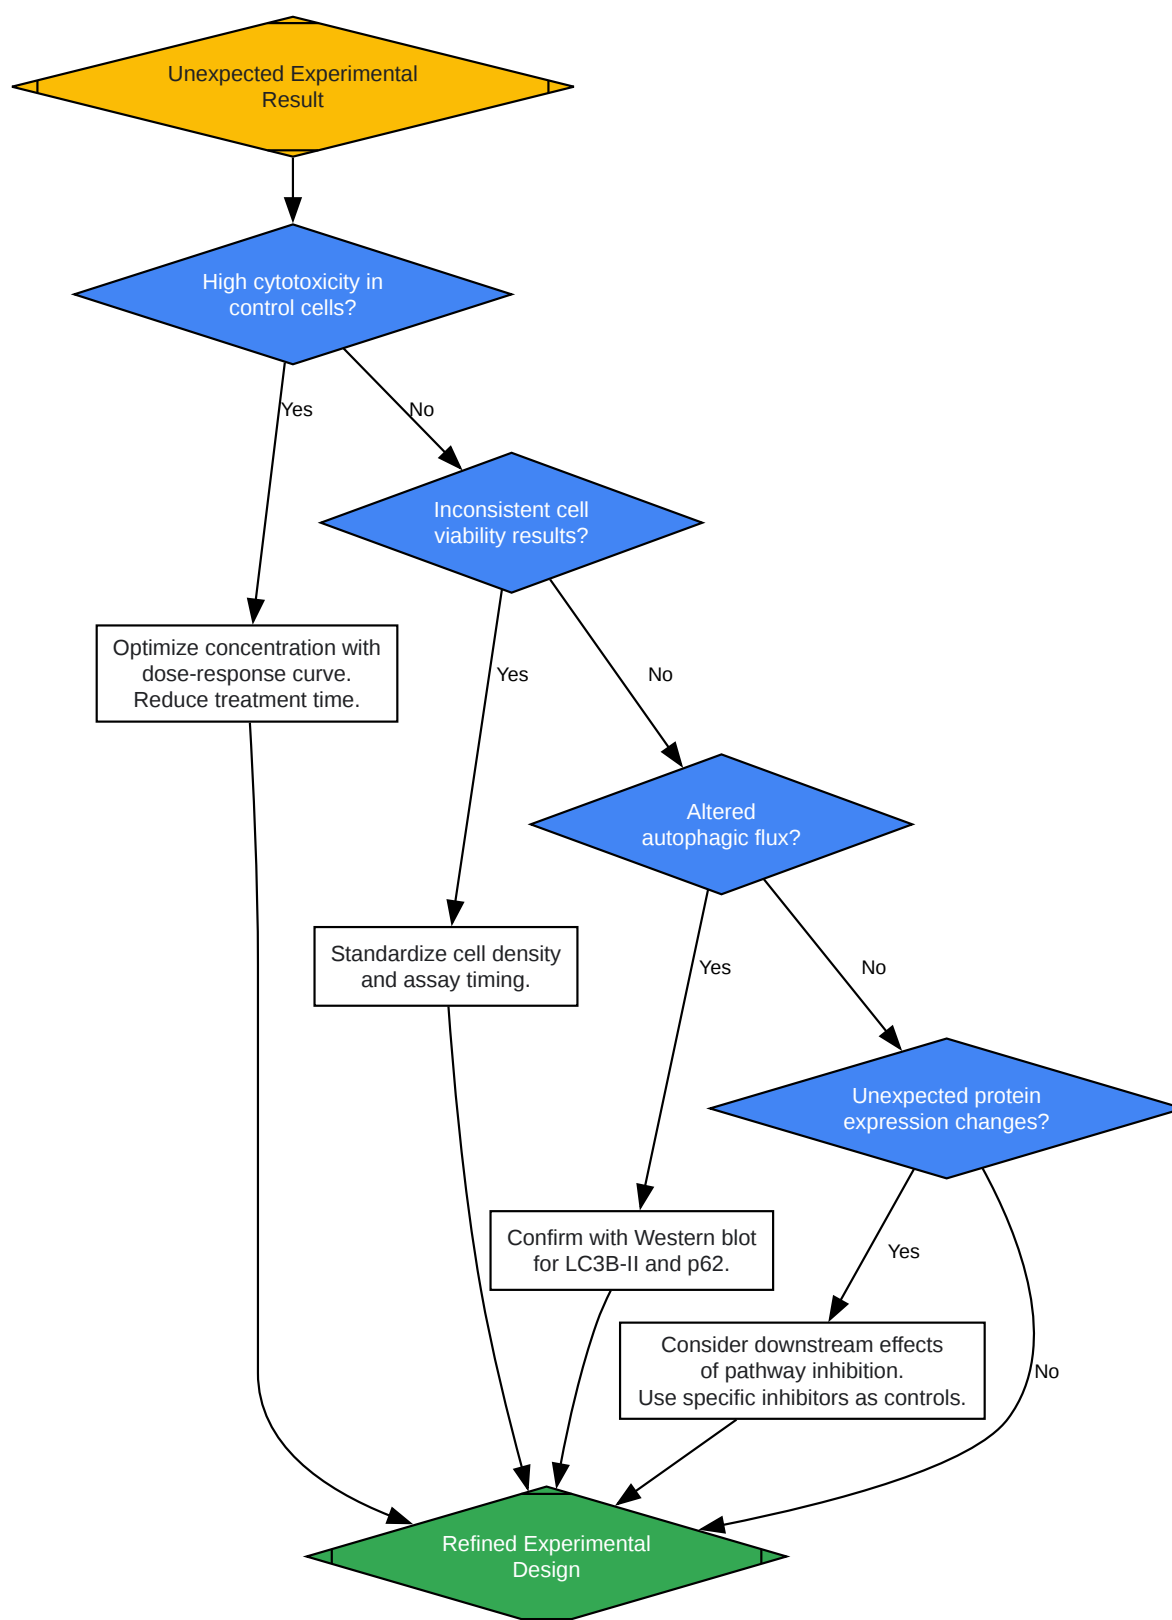 Unexpected Experimental
Result
High cytotoxicity in
control cells?
Yes
No
Inconsistent cell
viability results?
Optimize concentration with
dose-response curve.
Reduce treatment time.
Yes
No
Altered
autophagic flux?
Standardize cell density
and assay timing.
Yes
No
Unexpected protein
expression changes?
Confirm with Western blot
for LC3B-II and p62.
Yes
Consider downstream effects
of pathway inhibition.
Use specific inhibitors as controls.
No
Refined Experimental
Design